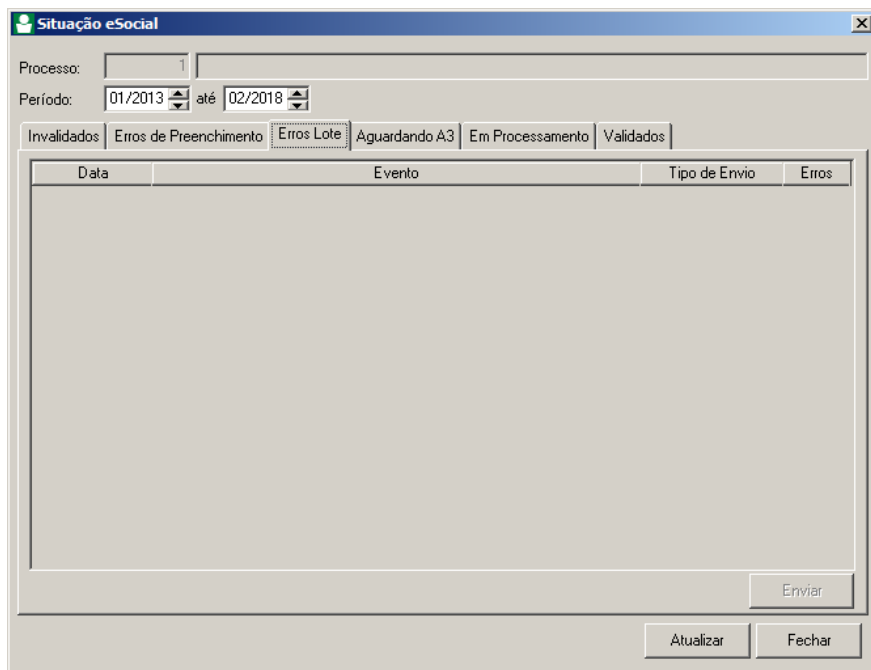 Situação eSocial
Processo: 1
Período: 01/2013 até 02/2018
Invalidados Erros de Preenchimento Erros Lote Aguardando A3 Em Processamento Validados
Data Evento Tipo de Envio Erros
Enviar
Atualizar Fechar